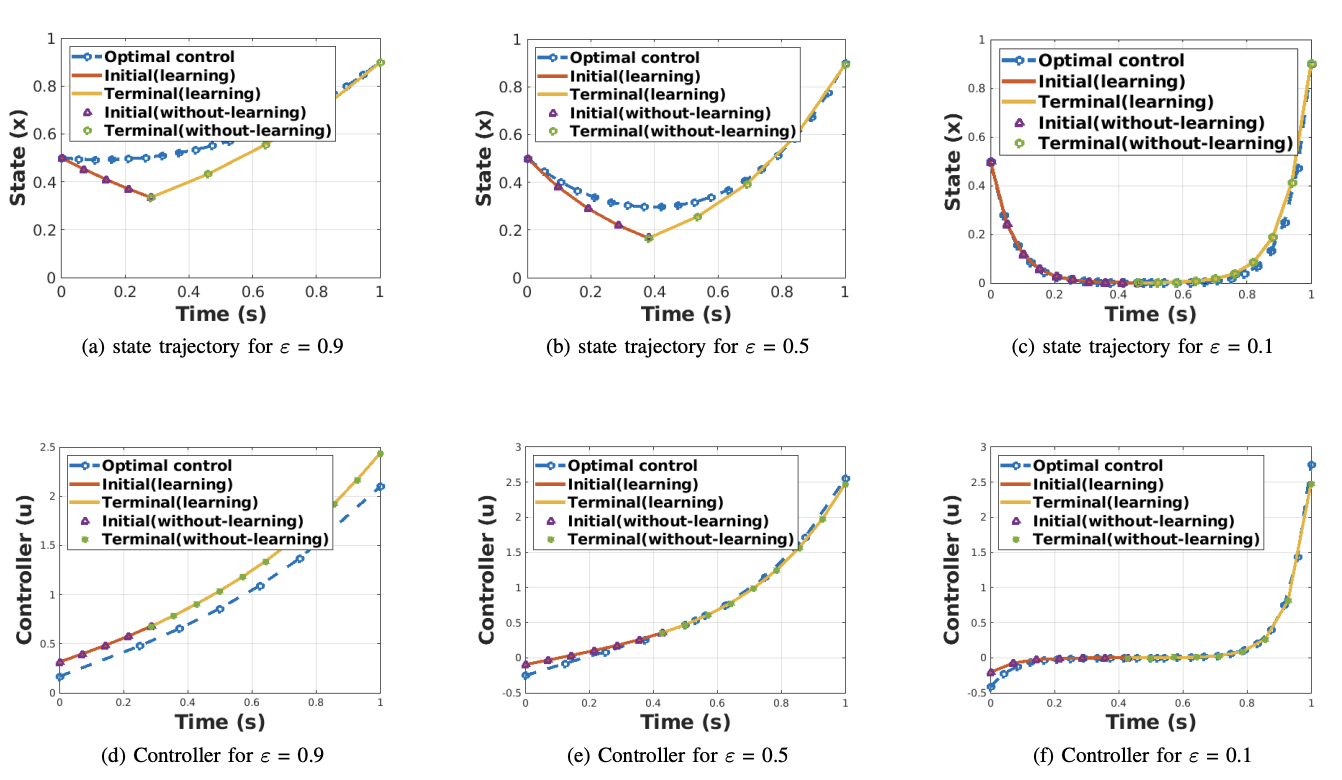 1
0.8
0.6
0.4
0.2
0
State (x)
Optimal control
Initial(learning)
Terminal(learning)
Initial(without-learning)
Terminal(without-learning)
0 0.2 0.4 0.6 0.8 1
Time (s)
(a) state trajectory for ε = 0.9
1
0.8
0.6
0.4
0.2
0
State (x)
Optimal control
Initial(learning)
Terminal(learning)
Initial(without-learning)
Terminal(without-learning)
0 0.2 0.4 0.6 0.8 1
Time (s)
(b) state trajectory for ε = 0.5
1
0.8
0.6
0.4
0.2
0
State (x)
Optimal control
Initial(learning)
Terminal(learning)
Initial(without-learning)
Terminal(without-learning)
0 0.2 0.4 0.6 0.8 1
Time (s)
(c) state trajectory for ε = 0.1
2.5
2
1.5
1
0.5
0
Controller (u)
Optimal control
Initial(learning)
Terminal(learning)
Initial(without-learning)
Terminal(without-learning)
0 0.2 0.4 0.6 0.8 1
Time (s)
(d) Controller for ε = 0.9
3
2.5
2
1.5
1
0.5
0
-0.5
Controller (u)
Optimal control
Initial(learning)
Terminal(learning)
Initial(without-learning)
Terminal(without-learning)
0 0.2 0.4 0.6 0.8 1
Time (s)
(e) Controller for ε = 0.5
3
2.5
2
1.5
1
0.5
0
-0.5
Controller (u)
Optimal control
Initial(learning)
Terminal(learning)
Initial(without-learning)
Terminal(without-learning)
0 0.2 0.4 0.6 0.8 1
Time (s)
(f) Controller for ε = 0.1